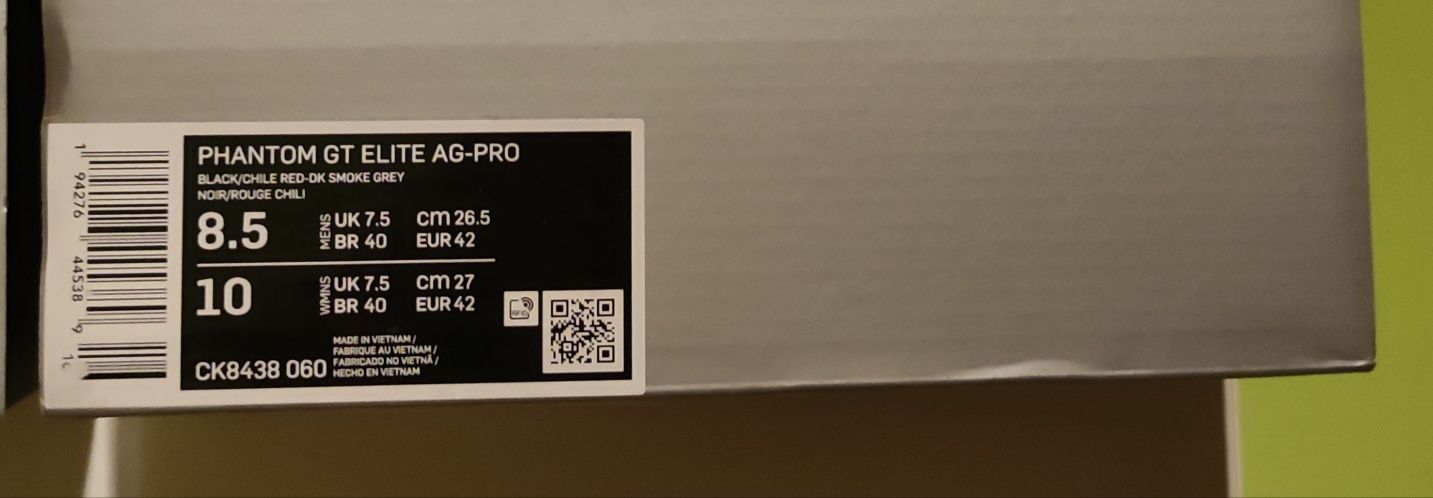 PHANTOM GT ELITE AG-PRO
BLACK/CHILE RED-DK SMOKE GREY
NOIR/ROUGE CHILI
8.5 MENS UK 7.5 cm 26.5
BR 40 EUR 42
10 WMNS UK 7.5 cm 27
BR 40 EUR 42
RFID
MADE IN VIETNAM /
FABRIQUE AU VIETNAM /
FABRICADO NO VIETNÃ /
HECHO EN VIETNAM
CK8438 060
1 94276 44538 9